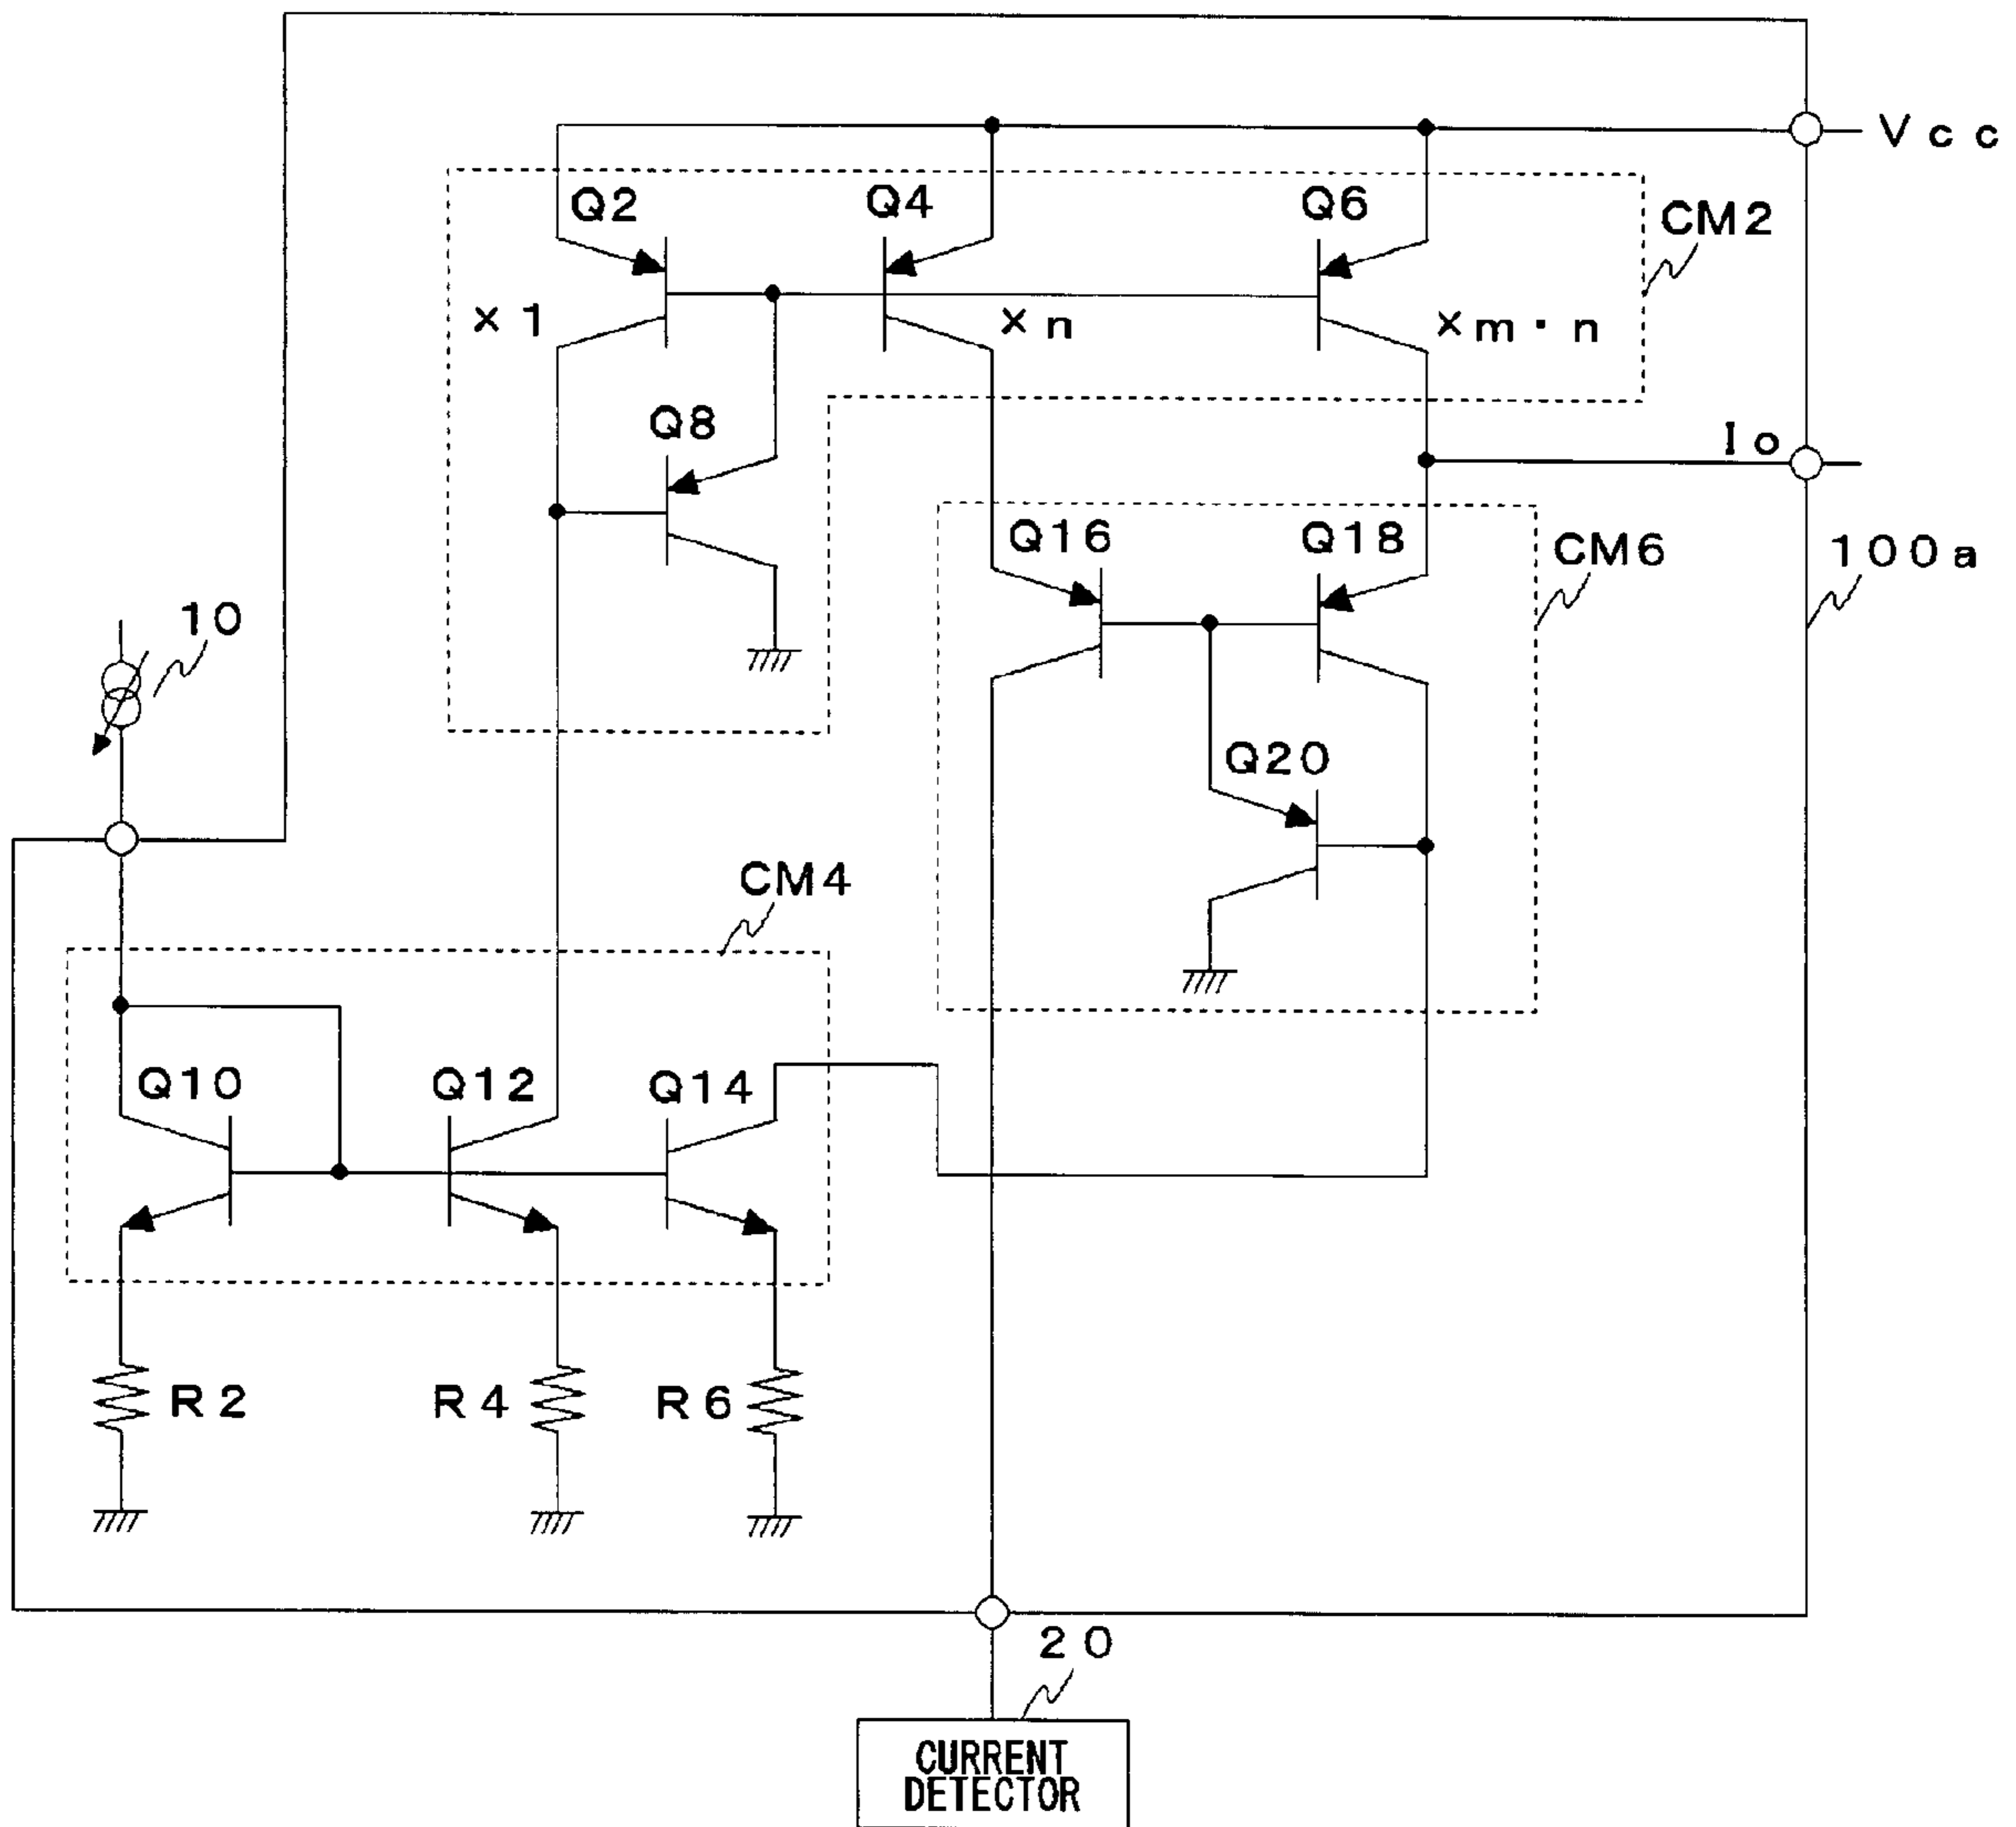 Vcc
Q2
Q4
Q6
CM2
×1
×n
×m·n
Q8
Io
Q16
Q18
CM6
100a
10
Q20
CM4
Q10
Q12
Q14
R2
R4
R6
20
CURRENT
DETECTOR